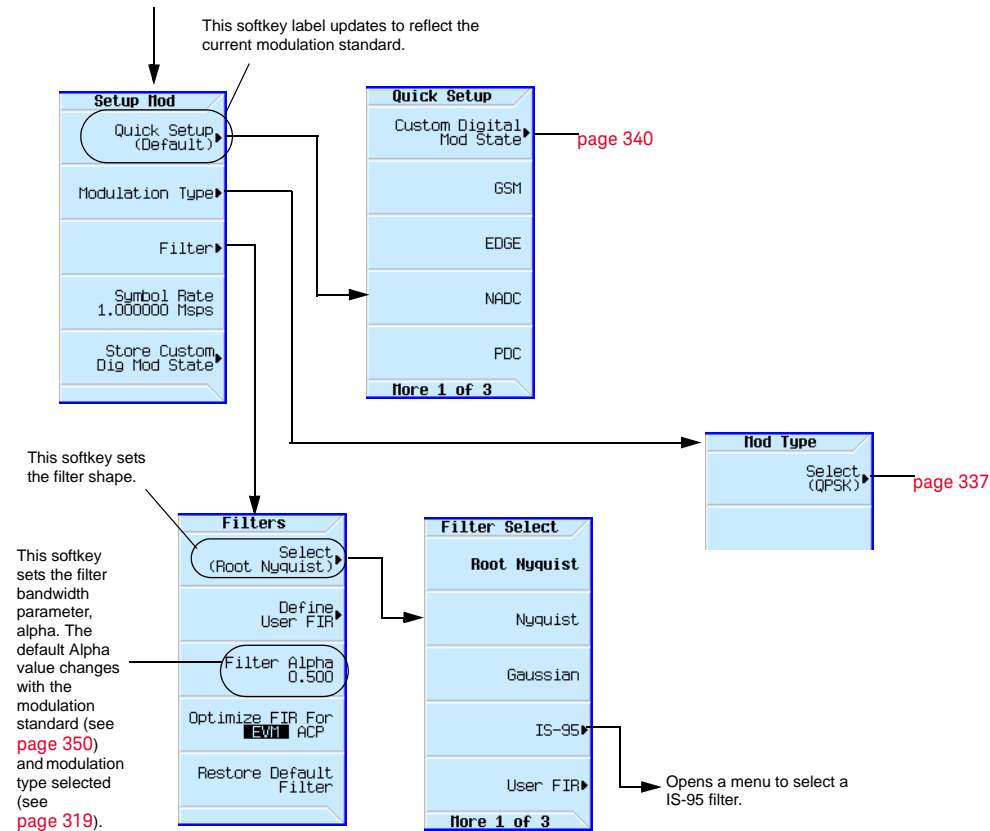 This softkey label updates to reflect the
current modulation standard.
Setup Mod
Quick Setup
(Default)
Modulation Type
Filter
Symbol Rate
1.000000 Msps
Store Custom
Dig Mod State
Quick Setup
Custom Digital
Mod State
page 340
GSM
EDGE
NADC
PDC
More 1 of 3
Mod Type
Select
(QPSK)
page 337
This softkey sets
the filter shape.
This softkey
sets the filter
bandwidth
parameter,
alpha. The
default Alpha
value changes
with the
modulation
standard (see
page 350)
and modulation
type selected
(see
page 319).
Filters
Select
(Root Nyquist)
Define
User FIR
Filter Alpha
0.500
Optimize FIR For
EVM ACP
Restore Default
Filter
Filter Select
Root Nyquist
Nyquist
Gaussian
IS-95
User FIR
More 1 of 3
Opens a menu to select a
IS-95 filter.